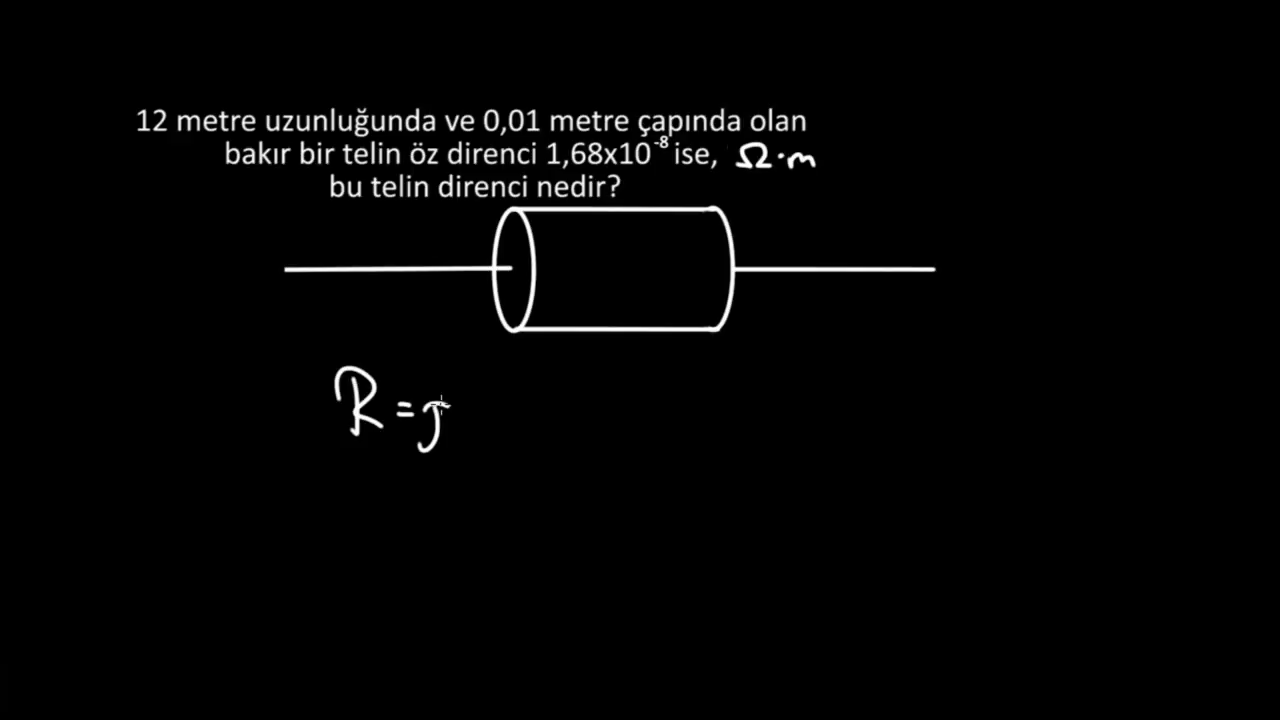 12 metre uzunluğunda ve 0,01 metre çapında olan
bakır bir telin öz direnci 1,68x10⁻⁸ ise, Ω·m
bu telin direnci nedir?
R =